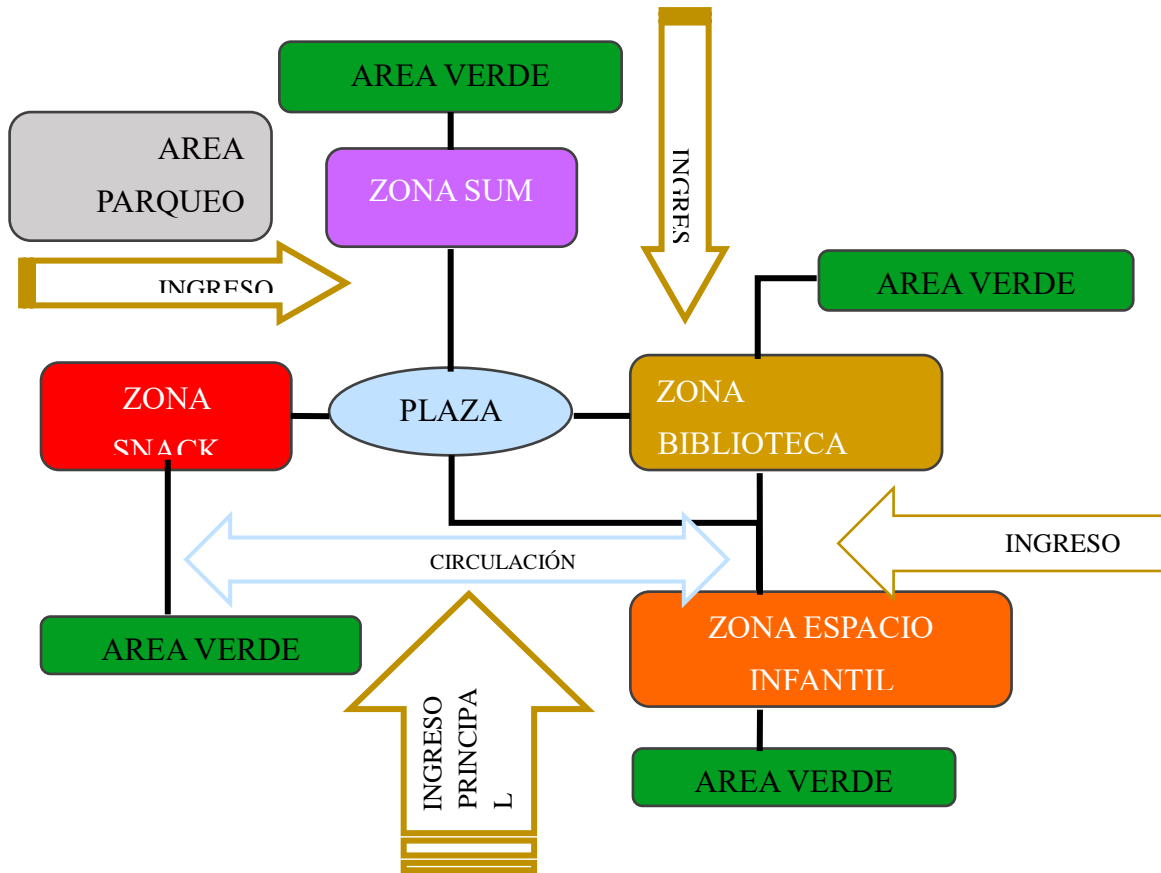 AREA VERDE
AREA
PARQUEO
ZONA SUM
INGRES
INGRESO
AREA VERDE
ZONA
SNACK
PLAZA
ZONA
BIBLIOTECA
CIRCULACIÓN
INGRESO
AREA VERDE
ZONA ESPACIO
INFANTIL
INGRESO
PRINCIPA
L
AREA VERDE